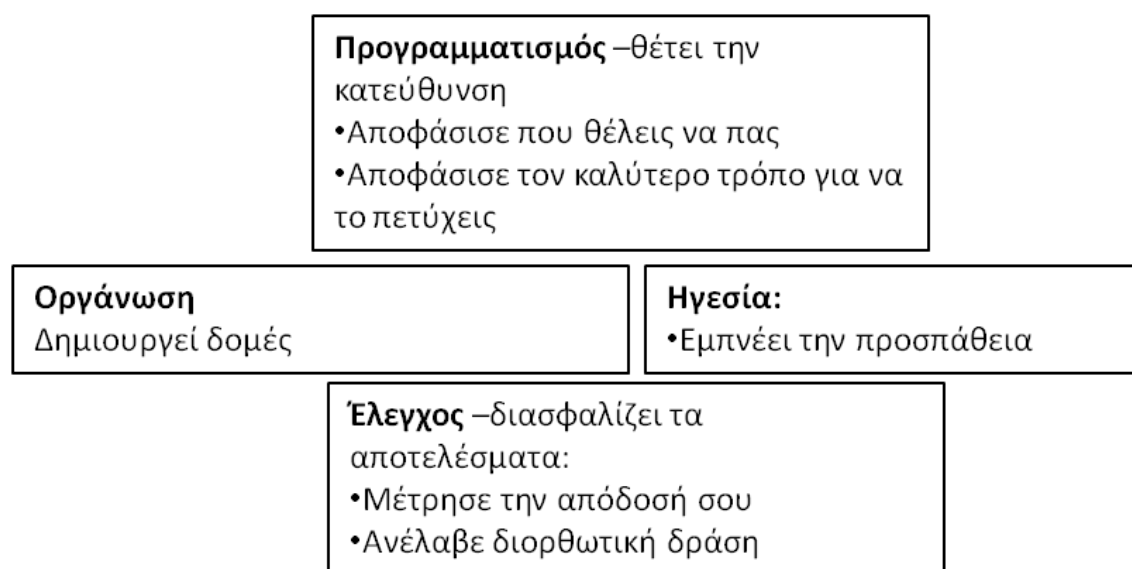 Προγραμματισμός –θέτει την
κατεύθυνση
•Αποφάσισε που θέλεις να πας
•Αποφάσισε τον καλύτερο τρόπο για να
το πετύχεις
Οργάνωση
Δημιουργεί δομές
Ηγεσία:
•Εμπνέει την προσπάθεια
Έλεγχος –διασφαλίζει τα
αποτελέσματα:
•Μέτρησε την απόδοσή σου
•Ανέλαβε διορθωτική δράση